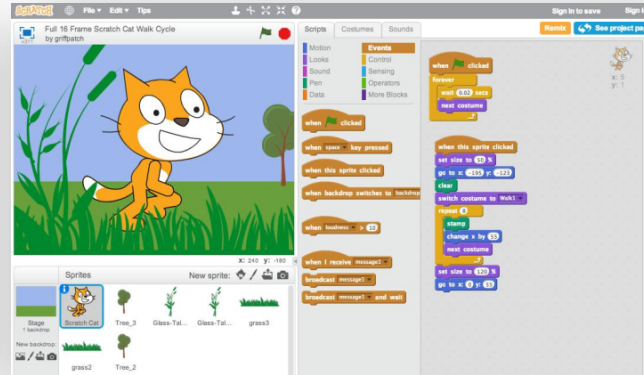 SCRATCH File Edit Tips Sign in to save Sign
Full 16 Frame Scratch Cat Walk Cycle
by griffpatch
Scripts Costumes Sounds
Remix See project pa
Motion Events
Looks Control
Sound Sensing
Pen Operators
Data More Blocks
when clicked
when space key pressed
when this sprite clicked
when backdrop switches to backdrop
when loudness > 10
when I receive message1
broadcast message1
broadcast message1 and wait
when clicked
forever
wait 0.02 secs
next costume
when this sprite clicked
set size to 50 %
go to x: -195 y: -123
clear
switch costume to Walk1
repeat 8
stamp
change x by 55
next costume
set size to 120 %
go to x: 0 y:
x: 240 y: -180
Sprites New sprite:
Stage
1 backdrop
New backdrop:
Scratch Cat Tree_3 Glass-Tal... Glass-Tal... grass3
grass2 Tree_2